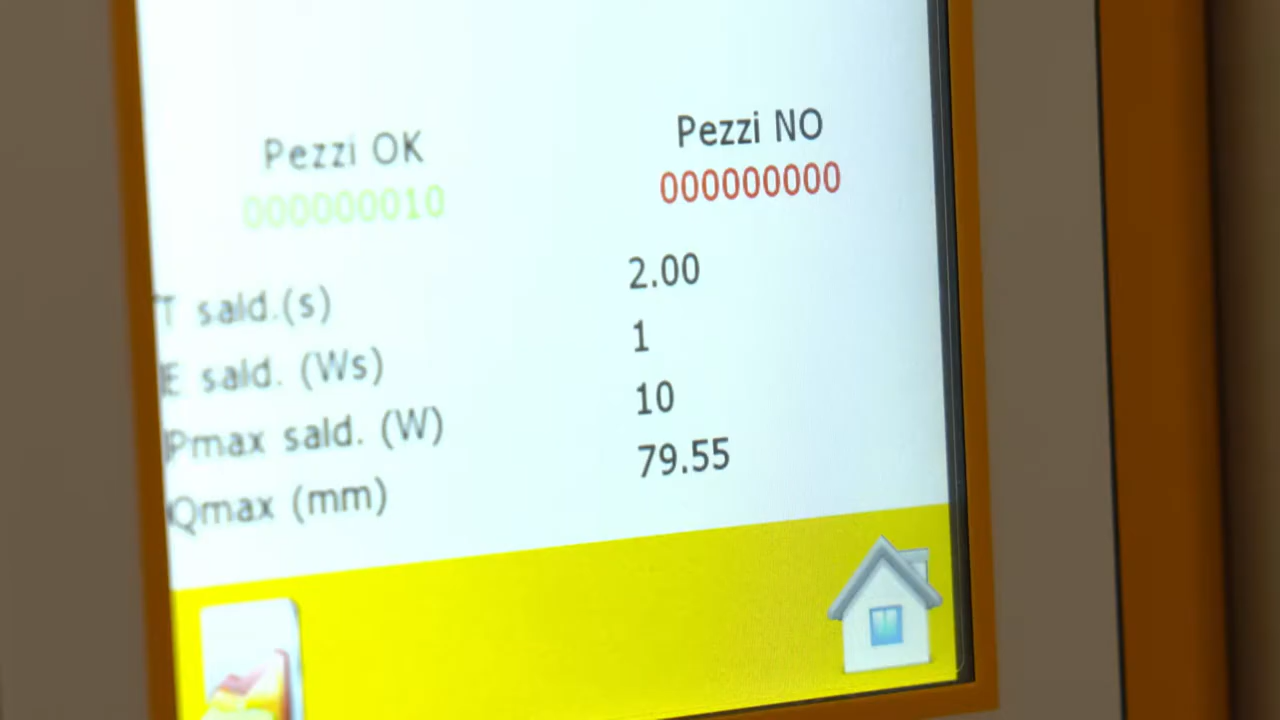 Pezzi OK
Pezzi NO
000000010
000000000
T sald.(s) 2.00
E sald. (Ws) 1
Pmax sald. (W) 10
Qmax (mm) 79.55